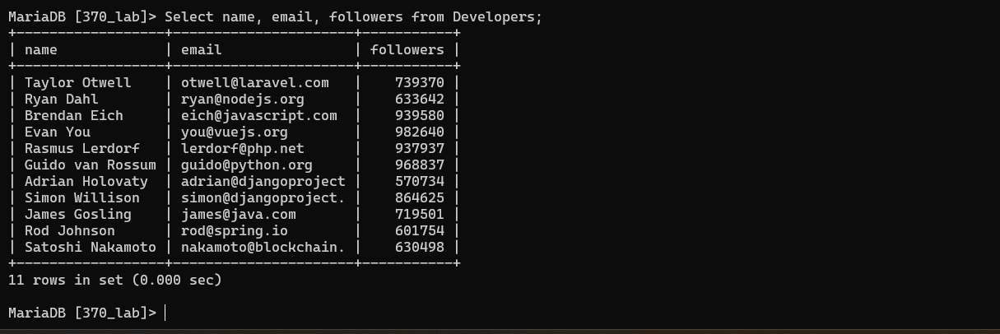 MariaDB [370_lab]> Select name, email, followers from Developers;
+------------------+----------------------+-----------+
| name             | email                | followers |
+------------------+----------------------+-----------+
| Taylor Otwell    | otwell@laravel.com   |    739370 |
| Ryan Dahl        | ryan@nodejs.org      |    633642 |
| Brendan Eich     | eich@javascript.com  |    939580 |
| Evan You         | you@vuejs.org        |    982640 |
| Rasmus Lerdorf   | lerdorf@php.net      |    937937 |
| Guido van Rossum | guido@python.org     |    968837 |
| Adrian Holovaty  | adrian@djangoproject |    570734 |
| Simon Willison   | simon@djangoproject. |    864625 |
| James Gosling    | james@java.com       |    719501 |
| Rod Johnson      | rod@spring.io        |    601754 |
| Satoshi Nakamoto | nakamoto@blockchain. |    630498 |
+------------------+----------------------+-----------+
11 rows in set (0.000 sec)
MariaDB [370_lab]>